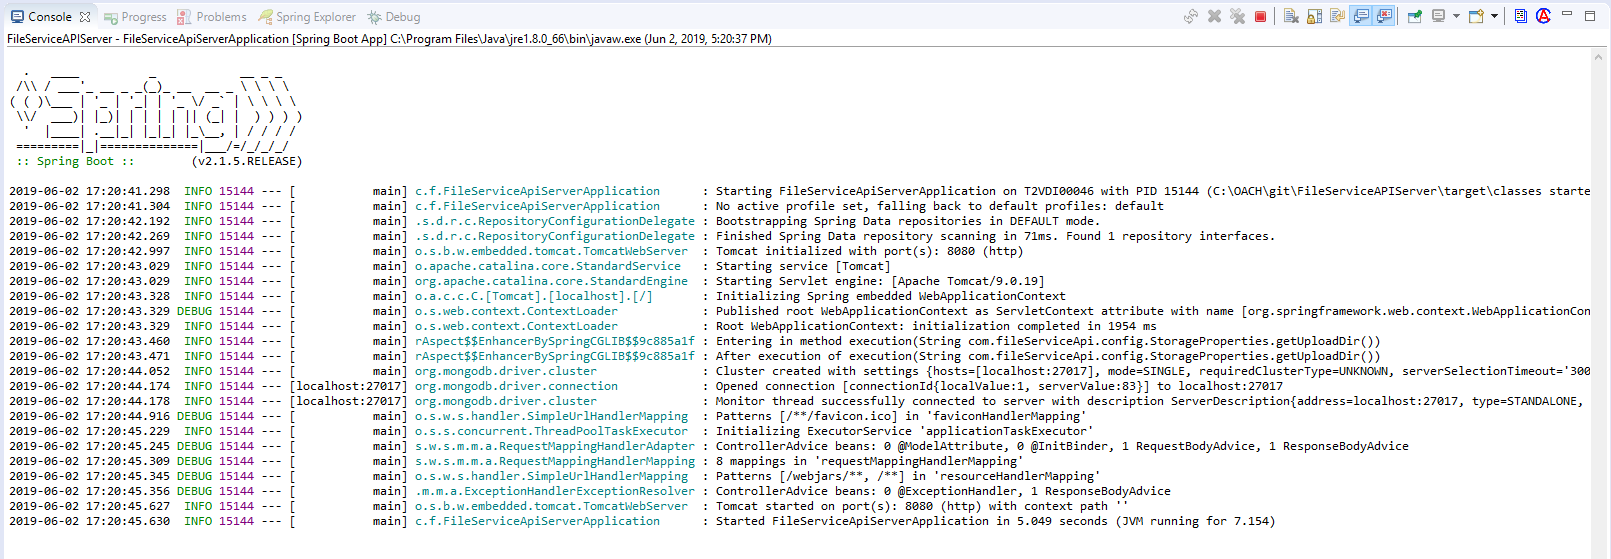 Console Progress Problems Spring Explorer Debug
FileServiceAPIServer - FileServiceApiServerApplication [Spring Boot App] C:\Program Files\Java\jre1.8.0_66\bin\javaw.exe (Jun 2, 2019, 5:20:37 PM)
Spring
:: Spring Boot ::        (v2.1.5.RELEASE)
2019-06-02 17:20:41.298  INFO 15144 --- [           main] c.f.FileServiceApiServerApplication      : Starting FileServiceApiServerApplication on T2VDI00046 with PID 15144 (C:\OACH\git\FileServiceAPIServer\target\classes starte
2019-06-02 17:20:41.304  INFO 15144 --- [           main] c.f.FileServiceApiServerApplication      : No active profile set, falling back to default profiles: default
2019-06-02 17:20:42.192  INFO 15144 --- [           main] .s.d.r.c.RepositoryConfigurationDelegate : Bootstrapping Spring Data repositories in DEFAULT mode.
2019-06-02 17:20:42.269  INFO 15144 --- [           main] .s.d.r.c.RepositoryConfigurationDelegate : Finished Spring Data repository scanning in 71ms. Found 1 repository interfaces.
2019-06-02 17:20:42.997  INFO 15144 --- [           main] o.s.b.w.embedded.tomcat.TomcatWebServer  : Tomcat initialized with port(s): 8080 (http)
2019-06-02 17:20:43.029  INFO 15144 --- [           main] o.apache.catalina.core.StandardService   : Starting service [Tomcat]
2019-06-02 17:20:43.029  INFO 15144 --- [           main] org.apache.catalina.core.StandardEngine  : Starting Servlet engine: [Apache Tomcat/9.0.19]
2019-06-02 17:20:43.328  INFO 15144 --- [           main] o.a.c.c.C.[Tomcat].[localhost].[/]       : Initializing Spring embedded WebApplicationContext
2019-06-02 17:20:43.329 DEBUG 15144 --- [           main] o.s.web.context.ContextLoader            : Published root WebApplicationContext as ServletContext attribute with name [org.springframework.web.context.WebApplicationCon
2019-06-02 17:20:43.329  INFO 15144 --- [           main] o.s.web.context.ContextLoader            : Root WebApplicationContext: initialization completed in 1954 ms
2019-06-02 17:20:43.460  INFO 15144 --- [           main] rAspect$$EnhancerBySpringCGLIB$$9c885a1f : Entering in method execution(String com.fileServiceApi.config.StorageProperties.getUploadDir())
2019-06-02 17:20:43.471  INFO 15144 --- [           main] rAspect$$EnhancerBySpringCGLIB$$9c885a1f : After execution of execution(String com.fileServiceApi.config.StorageProperties.getUploadDir())
2019-06-02 17:20:44.052  INFO 15144 --- [           main] org.mongodb.driver.cluster               : Cluster created with settings {hosts=[localhost:27017], mode=SINGLE, requiredClusterType=UNKNOWN, serverSelectionTimeout='300
2019-06-02 17:20:44.174  INFO 15144 --- [localhost:27017] org.mongodb.driver.connection            : Opened connection [connectionId{localValue:1, serverValue:83}] to localhost:27017
2019-06-02 17:20:44.178  INFO 15144 --- [localhost:27017] org.mongodb.driver.cluster               : Monitor thread successfully connected to server with description ServerDescription{address=localhost:27017, type=STANDALONE,
2019-06-02 17:20:44.916 DEBUG 15144 --- [           main] o.s.w.s.handler.SimpleUrlHandlerMapping  : Patterns [/**/favicon.ico] in 'faviconHandlerMapping'
2019-06-02 17:20:45.229  INFO 15144 --- [           main] o.s.s.concurrent.ThreadPoolTaskExecutor  : Initializing ExecutorService 'applicationTaskExecutor'
2019-06-02 17:20:45.245 DEBUG 15144 --- [           main] s.w.s.m.m.a.RequestMappingHandlerAdapter : ControllerAdvice beans: 0 @ModelAttribute, 0 @InitBinder, 1 RequestBodyAdvice, 1 ResponseBodyAdvice
2019-06-02 17:20:45.309 DEBUG 15144 --- [           main] s.w.s.m.m.a.RequestMappingHandlerMapping : 8 mappings in 'requestMappingHandlerMapping'
2019-06-02 17:20:45.345 DEBUG 15144 --- [           main] o.s.w.s.handler.SimpleUrlHandlerMapping  : Patterns [/webjars/**, /**] in 'resourceHandlerMapping'
2019-06-02 17:20:45.356 DEBUG 15144 --- [           main] .m.m.a.ExceptionHandlerExceptionResolver : ControllerAdvice beans: 0 @ExceptionHandler, 1 ResponseBodyAdvice
2019-06-02 17:20:45.627  INFO 15144 --- [           main] o.s.b.w.embedded.tomcat.TomcatWebServer  : Tomcat started on port(s): 8080 (http) with context path ''
2019-06-02 17:20:45.630  INFO 15144 --- [           main] c.f.FileServiceApiServerApplication      : Started FileServiceApiServerApplication in 5.049 seconds (JVM running for 7.154)